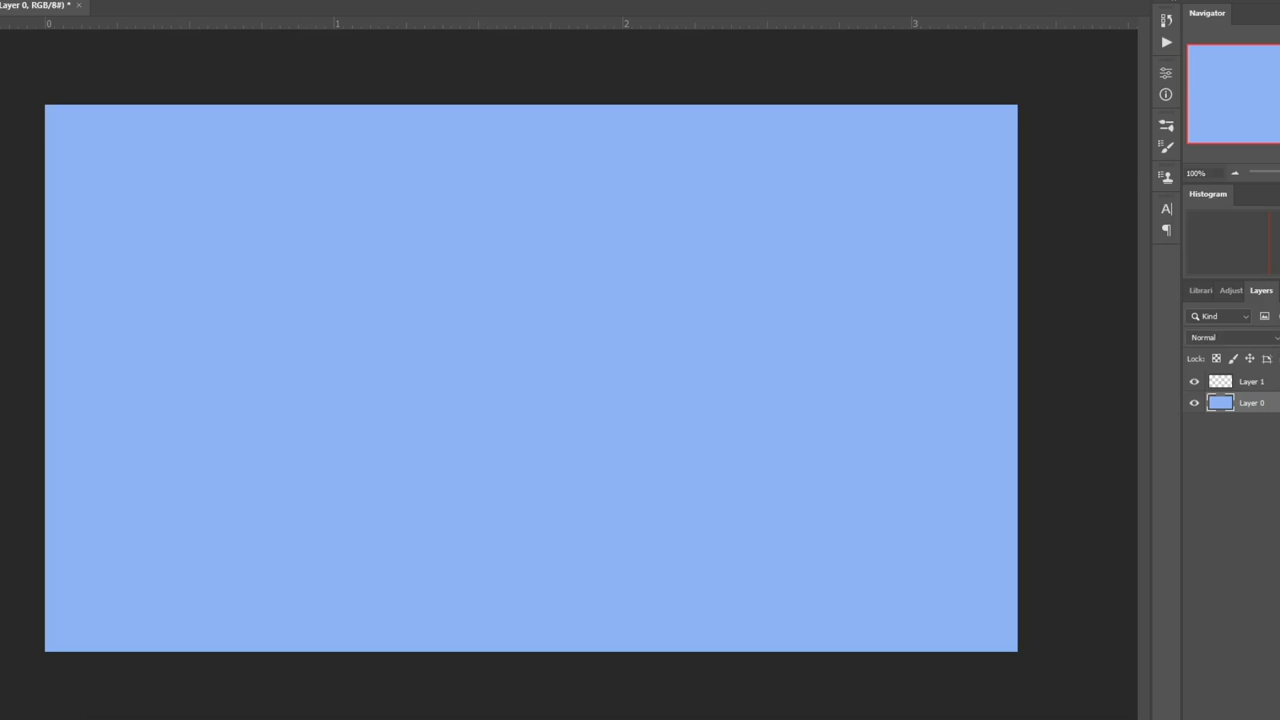 Layer 0, RGB/8#) * ×
0 1 2 3
Navigator
100%
Histogram
Librari Adjust Layers
Kind
Normal
Lock:
Layer 1
Layer 0